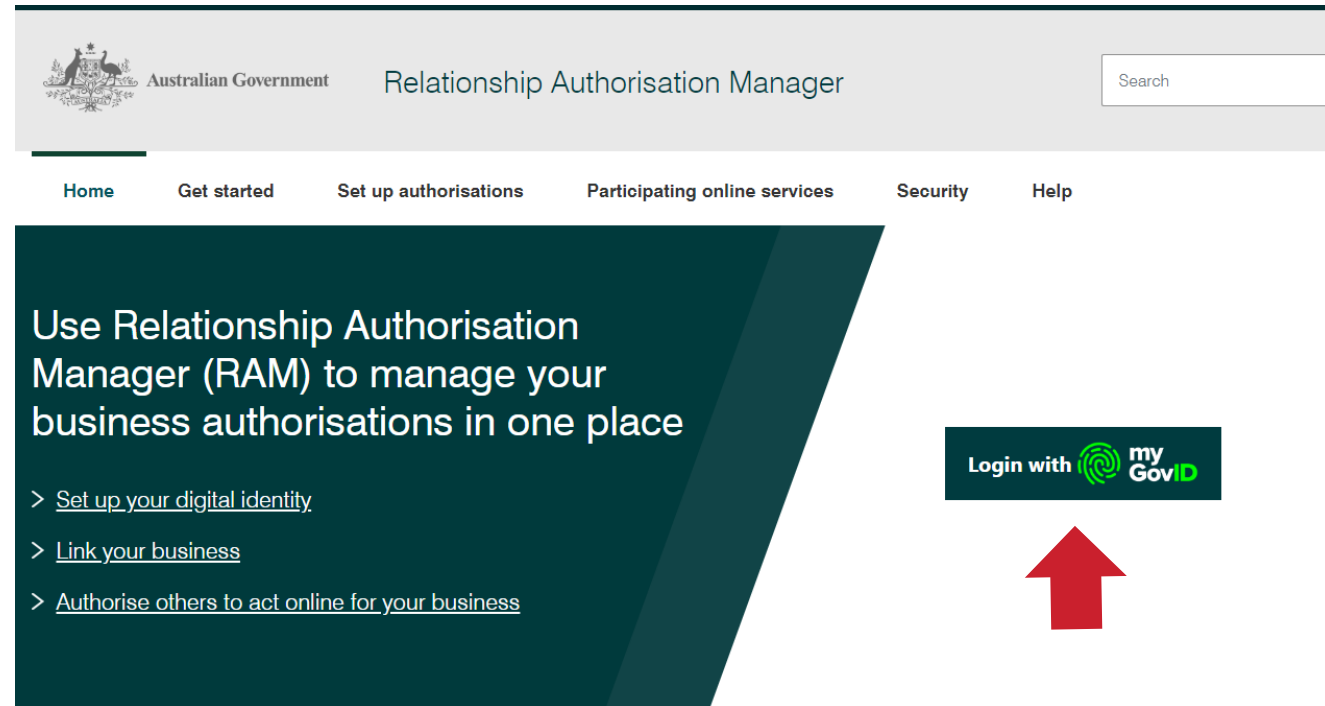 Australian Government
Relationship Authorisation Manager
Search
Home Get started Set up authorisations Participating online services Security Help
Use Relationship Authorisation
Manager (RAM) to manage your
business authorisations in one place
> Set up your digital identity
> Link your business
> Authorise others to act online for your business
Login with my GovID